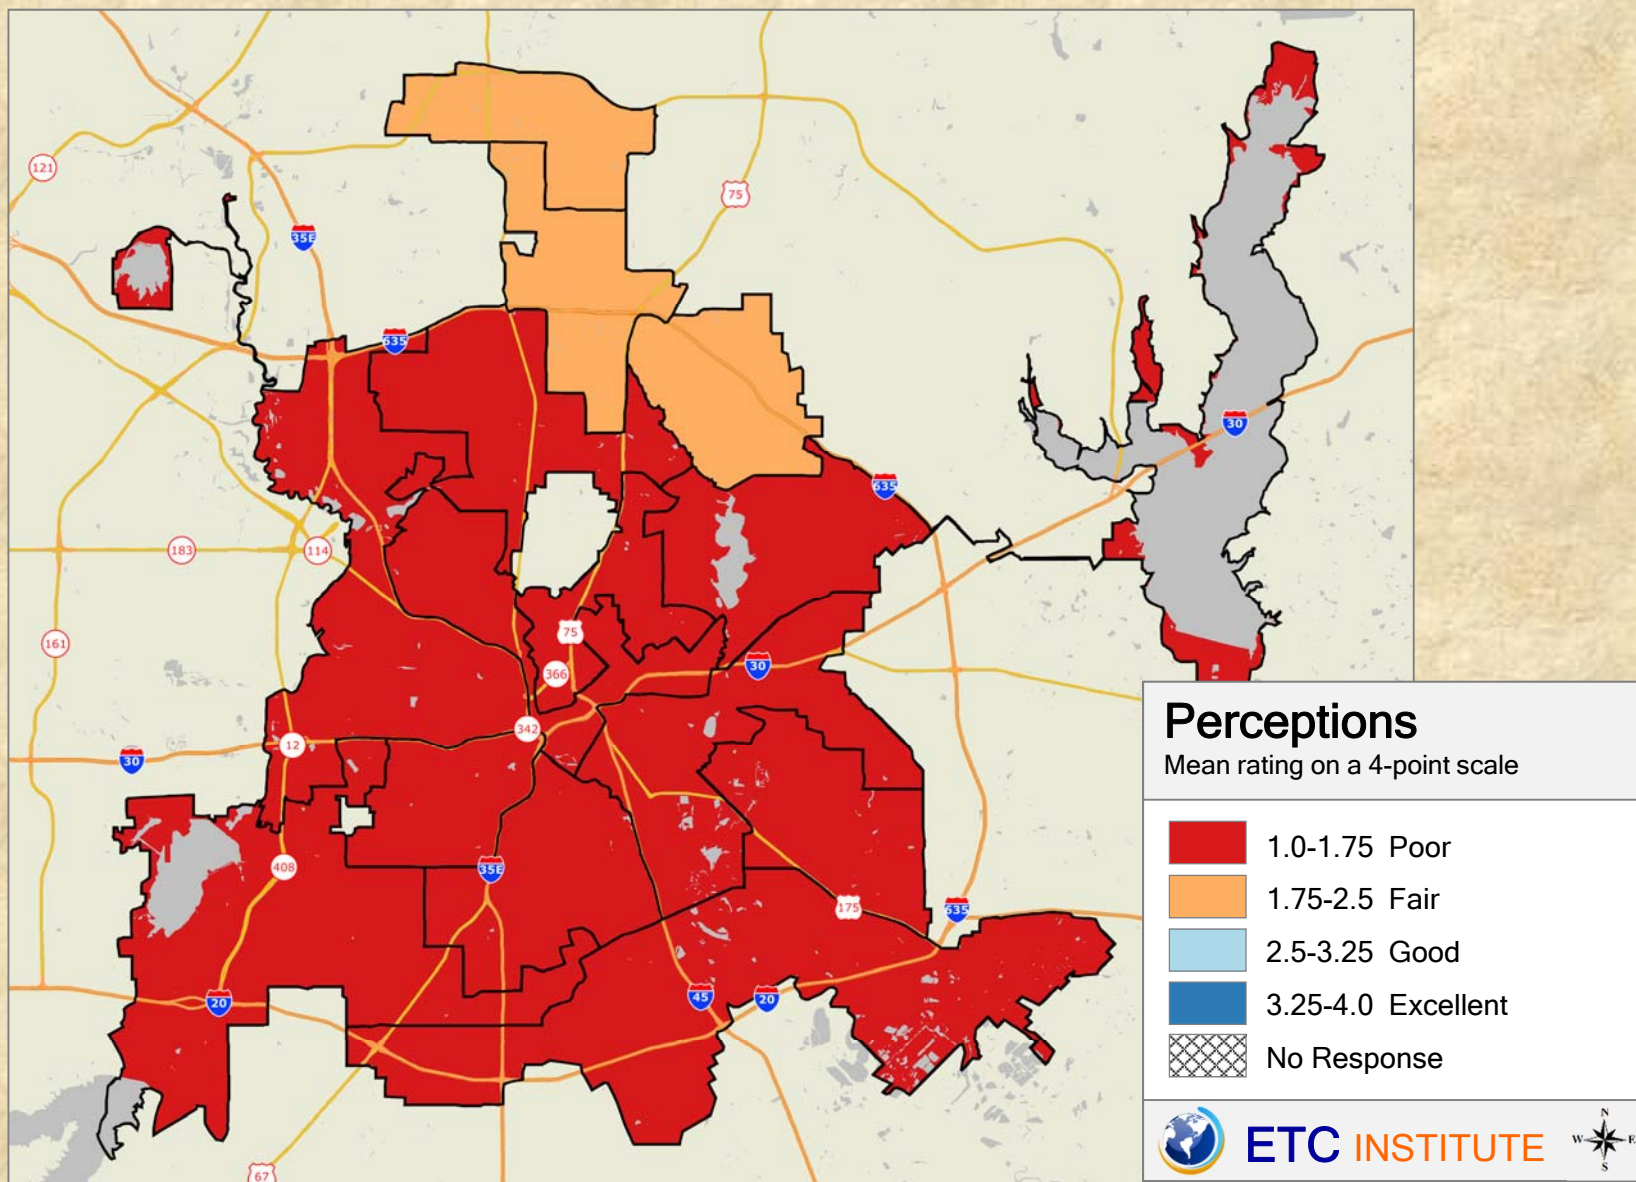 121
75
35E
635
30
635
183
114
161
75
30
366
342
12
30
408
35E
175
635
20
45
20
67
Perceptions
Mean rating on a 4-point scale
1.0-1.75 Poor
1.75-2.5 Fair
2.5-3.25 Good
3.25-4.0 Excellent
No Response
ETC INSTITUTE
N
W E
S